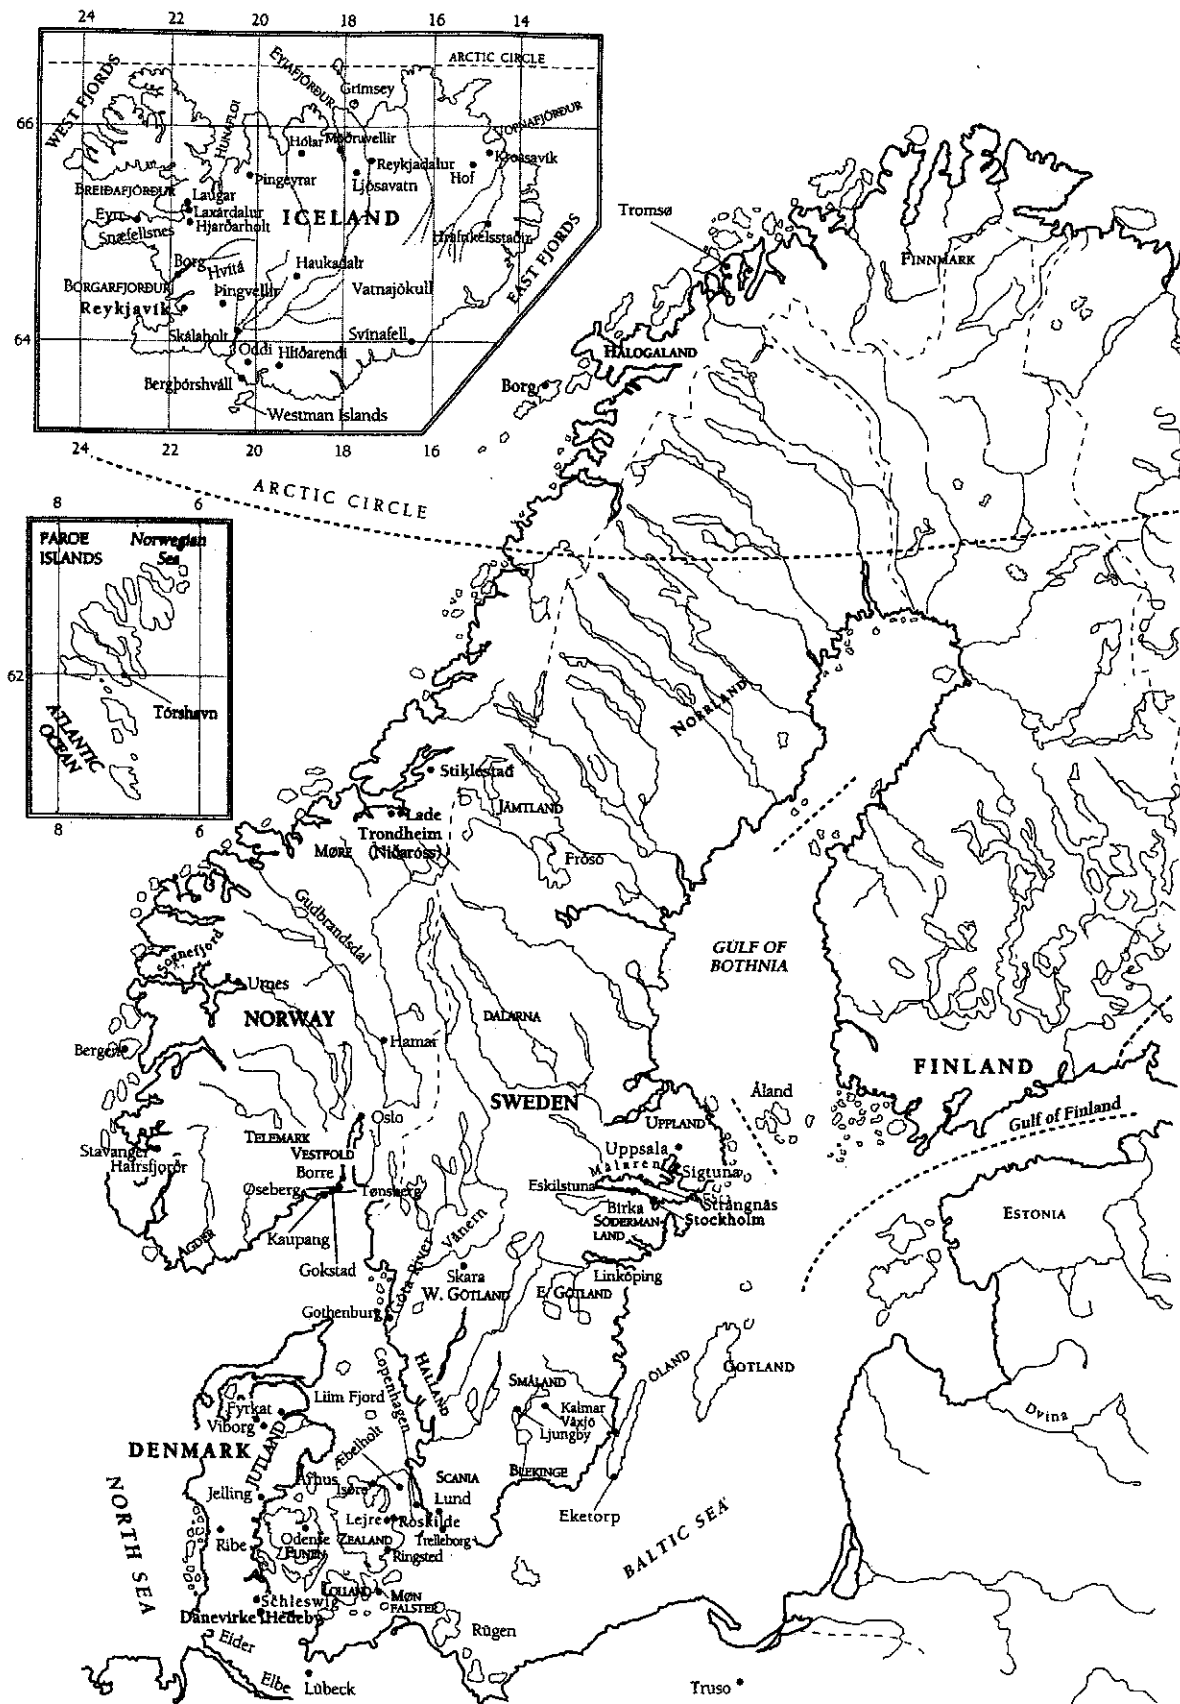 24
22
20
18
16
14
ARCTIC CIRCLE
WEST FJORDS
EYJAFJÖRÐUR
Grímsey
66
HÚNAFLÓI
VOPNAFJÖRÐUR
Hólar
Möðruvellir
Krossavík
Reykjadalur
Hof
Ljósavatn
Þingeyrar
BREIÐAFJÖRÐUR
Laugar
Laxárdalur
Eyrr
Hjarðarholt
ICELAND
Snæfellsnes
Hrafnkelsstaðir
EAST FJORDS
Borg
Hvítá
Haukadalr
BORGARFJÖRÐUR
Þingvellir
Vatnajökull
Reykjavík
Skálaholt
Svínafell
64
Oddi
Hlíðarendi
Bergþórshváll
Westman Islands
24
22
20
18
16
ARCTIC CIRCLE
Tromsø
FINNMARK
HÁLOGALAND
Borg
8
6
FAROE
ISLANDS
Norwegian
Sea
62
Tórshavn
ATLANTIC
OCEAN
8
6
NORRLAND
Stiklestad
JÄMTLAND
Lade
Trondheim
(Niðaróss)
MØRE
Frösö
Gudbrandsdal
GULF OF
BOTHNIA
Sognefjord
Urnes
NORWAY
DALARNA
Hamar
Bergen
FINLAND
SWEDEN
Åland
Oslo
UPPLAND
Gulf of Finland
TELEMARK
VESTFOLD
Stavanger
Hafrsfjorðr
Borre
Uppsala
Mälaren
Sigtuna
Øseberg
Tønsberg
Eskilstuna
Strängnäs
Birka
Stockholm
SÖDERMAN-
LAND
ESTONIA
AGDER
Kaupang
Vänern
Gokstad
Göta River
Skara
W. GÖTLAND
Linköping
E. GÖTLAND
Gothenburg
Copenhagen
HALLAND
ÖLAND
GOTLAND
Liim Fjord
SMÅLAND
Fyrkat
Viborg
Kalmar
Växjö
Ljungby
Dvina
DENMARK
JUTLAND
Æbelholt
BLEKINGE
Århus
Isøre
SCANIA
Jelling
Lund
Eketorp
Lejre
Roskilde
NORTH SEA
Ribe
Odense
FUNEN
ZEALAND
Trelleborg
Ringsted
BALTIC SEA
LOLLAND
MØN
FALSTER
Schleswig
Danevirke
Hedeby
Rügen
Eider
Elbe
Lübeck
Truso